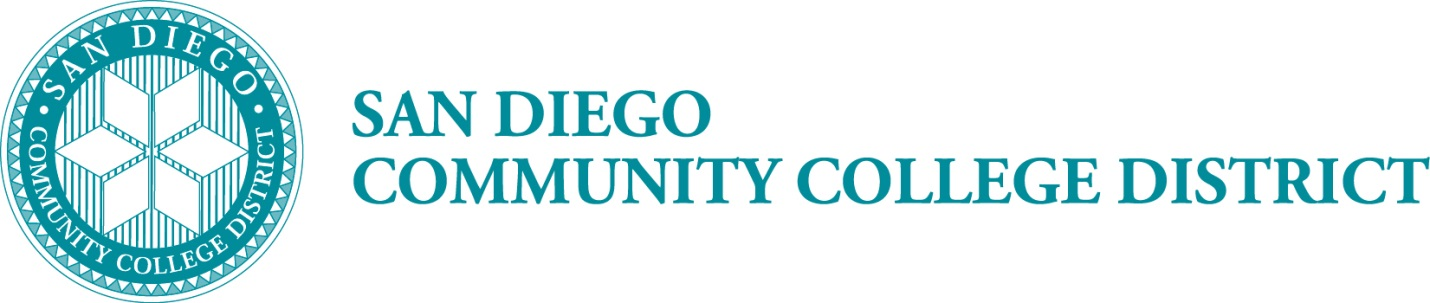 SAN DIEGO
COMMUNITY COLLEGE DISTRICT
SAN DIEGO
COMMUNITY COLLEGE DISTRICT